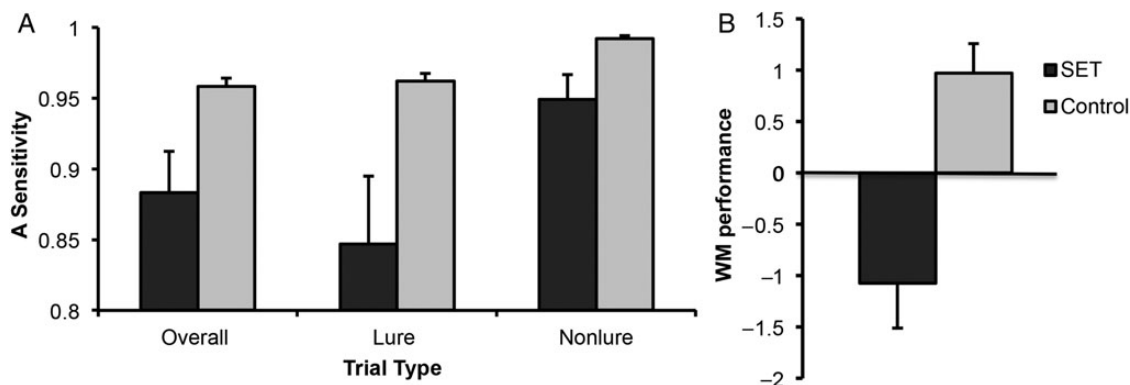 A
A Sensitivity
1
0.95
0.9
0.85
0.8
Overall Lure Nonlure
Trial Type
B
WM performance
1.5
1
0.5
0
–0.5
–1
–1.5
–2
SET
Control